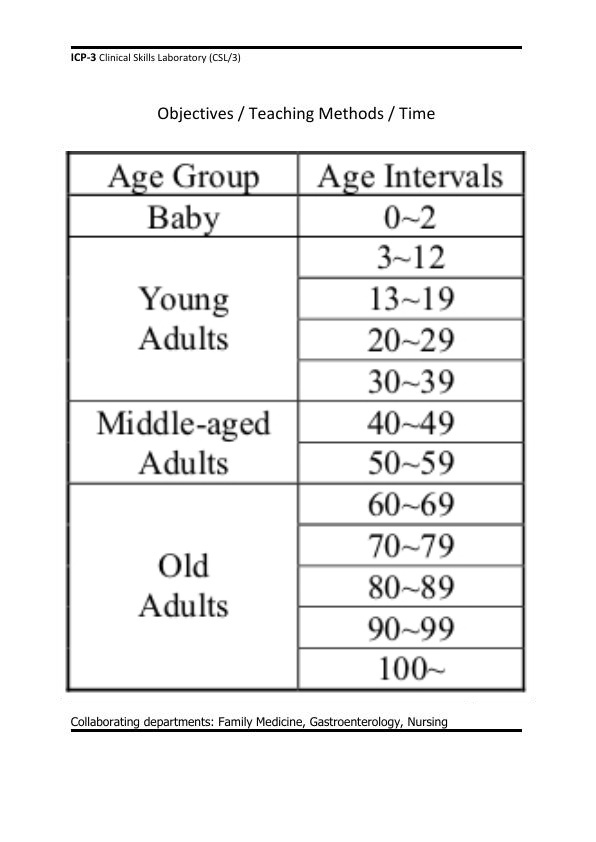 ICP-3 Clinical Skills Laboratory (CSL/3)
Objectives / Teaching Methods / Time
Age Group Age Intervals
Baby 0~2
Young Adults 3~12
13~19
20~29
30~39
Middle-aged Adults 40~49
50~59
Old Adults 60~69
70~79
80~89
90~99
100~
Collaborating departments: Family Medicine, Gastroenterology, Nursing